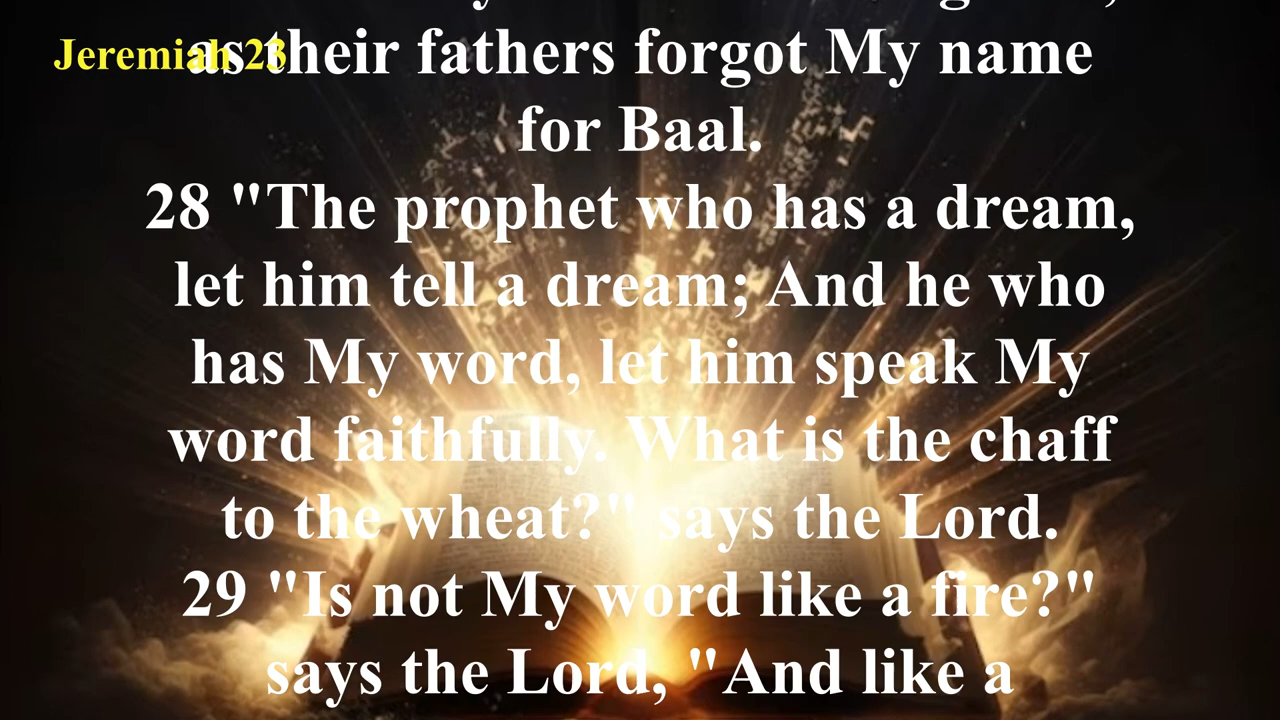 Jeremiah 23
as their fathers forgot My name
for Baal.
28 "The prophet who has a dream,
let him tell a dream; And he who
has My word, let him speak My
word faithfully. What is the chaff
to the wheat?" says the Lord.
29 "Is not My word like a fire?"
says the Lord, "And like a